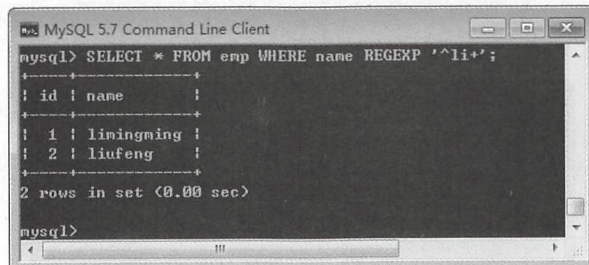 MySQL 5.7 Command Line Client
mysql> SELECT * FROM emp WHERE name REGEXP '^li+';
+----+------------+
| id | name       |
+----+------------+
|  1 | limingming |
|  2 | liufeng    |
+----+------------+
2 rows in set (0.00 sec)
mysql>